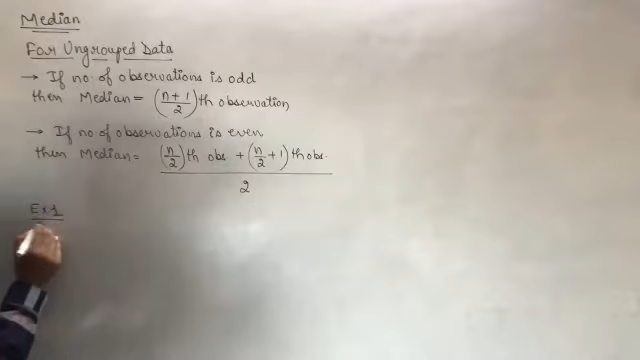 Median
For Ungrouped Data
→ If no. of observations is odd
then Median = (n+1/2)th observation
→ If no. of observations is even
then Median = (n/2)th obs + (n/2 + 1)th obs.
2
Ex 1